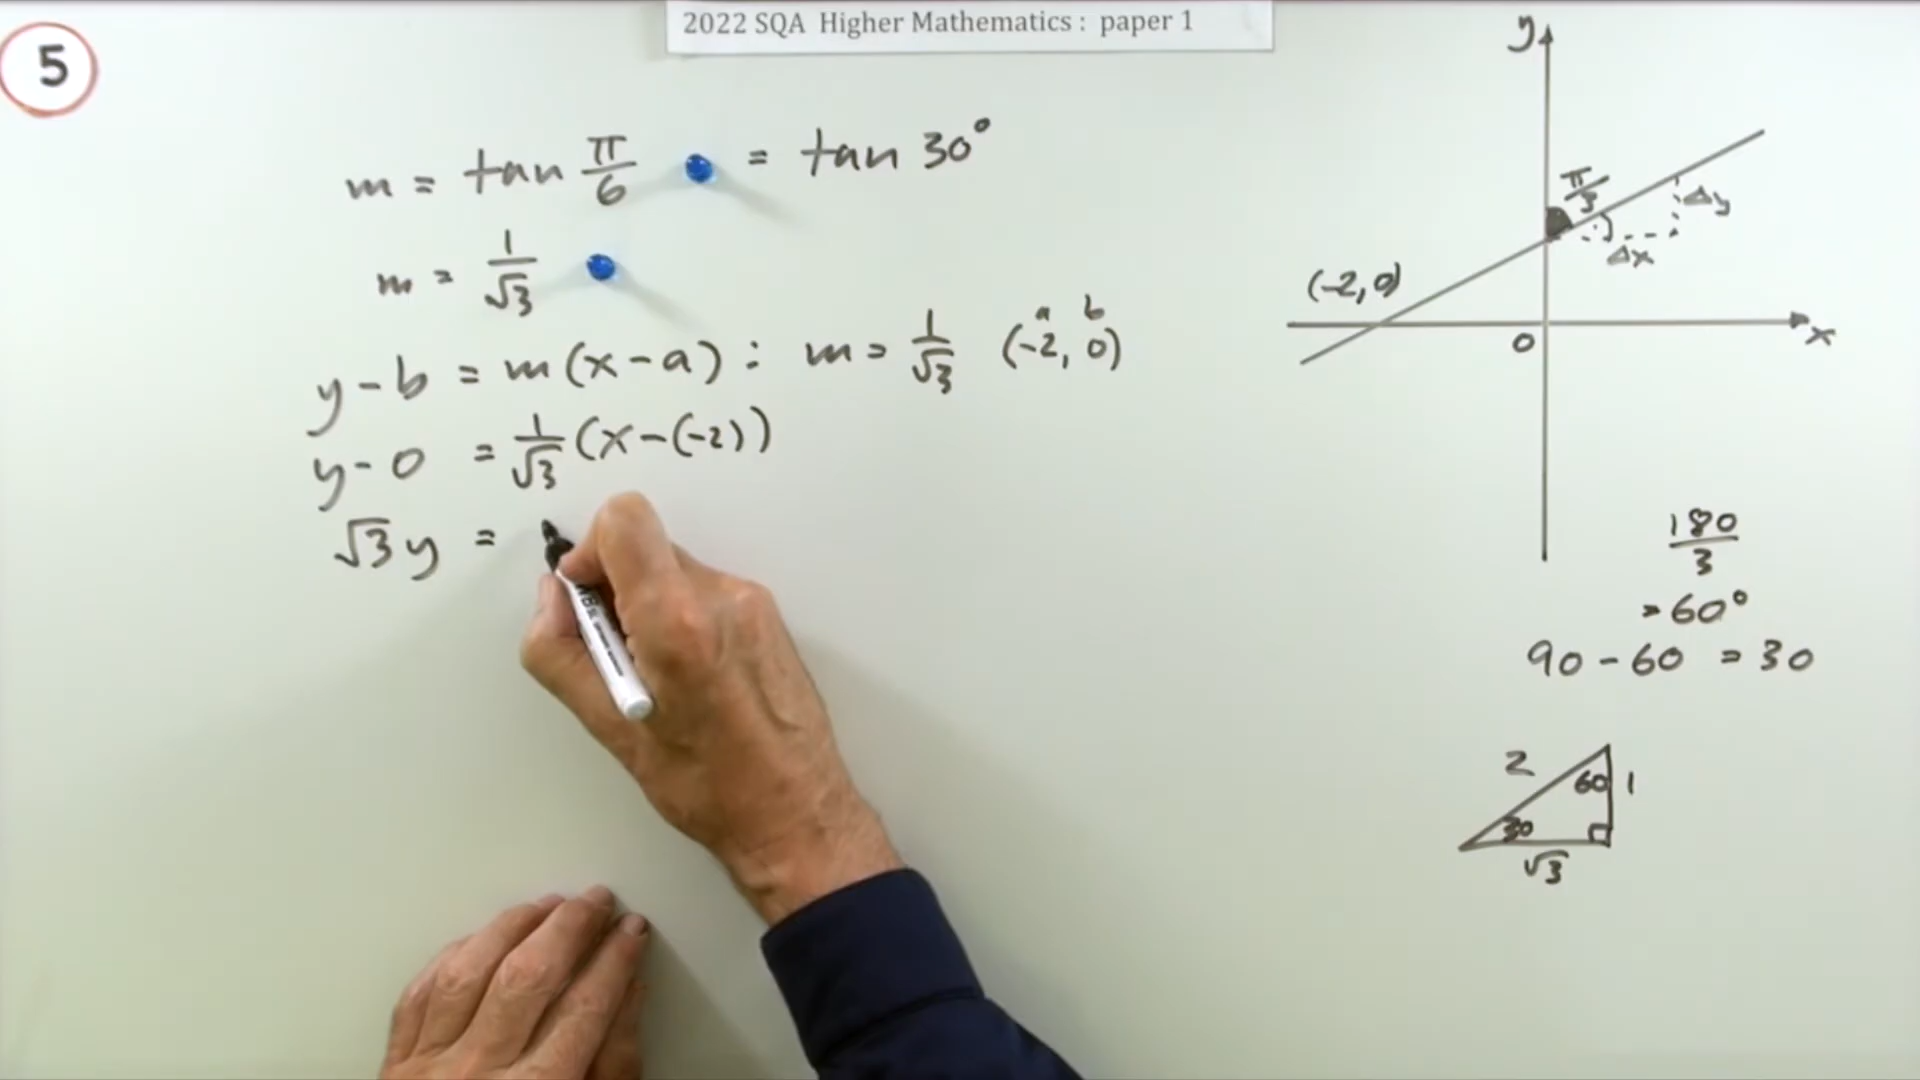 2022 SQA Higher Mathematics : paper 1
5
m = tan π/6 = tan 30°
m = 1/√3
y - b = m(x - a) : m = 1/√3 (-2, 0)
a b
y - 0 = 1/√3 (x - (-2))
√3 y =
y
π/3
Δy
Δx
(-2, 0)
0
x
180/3
= 60°
90 - 60 = 30
2
60
1
30
√3